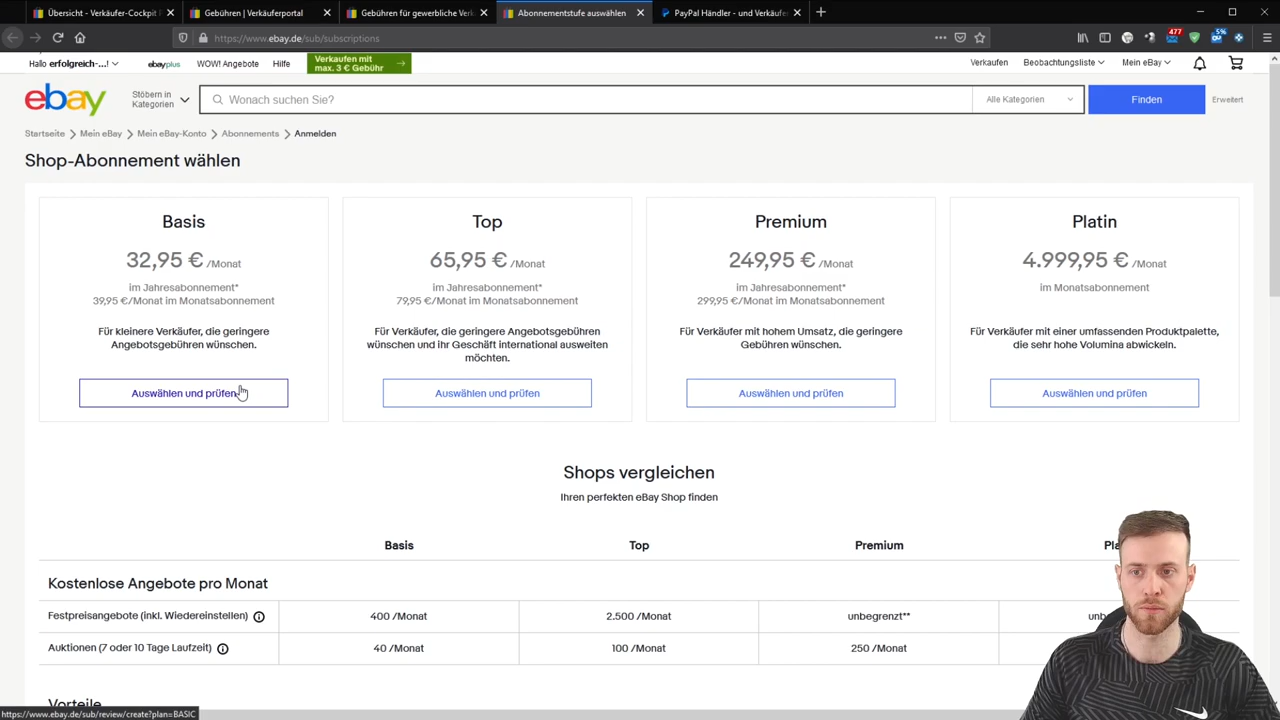 Übersicht - Verkäufer-Cockpit P
Gebühren | Verkäuferportal
Gebühren für gewerbliche Verk
Abonnementstufe auswählen
PayPal Händler - und Verkäufer
https://www.ebay.de/sub/subscriptions
477
5%
Hallo erfolgreich-...!
ebayplus
WOW! Angebote
Hilfe
Verkaufen mit
max. 3 € Gebühr
Verkaufen
Beobachtungsliste
Mein eBay
ebay
Stöbern in
Kategorien
Wonach suchen Sie?
Alle Kategorien
Finden
Erweitert
Startseite
Mein eBay
Mein eBay-Konto
Abonnements
Anmelden
Shop-Abonnement wählen
Basis
32,95 € /Monat
im Jahresabonnement*
39,95 €/Monat im Monatsabonnement
Für kleinere Verkäufer, die geringere
Angebotsgebühren wünschen.
Auswählen und prüfen
Top
65,95 € /Monat
im Jahresabonnement*
79,95 €/Monat im Monatsabonnement
Für Verkäufer, die geringere Angebotsgebühren
wünschen und ihr Geschäft international ausweiten
möchten.
Auswählen und prüfen
Premium
249,95 € /Monat
im Jahresabonnement*
299,95 €/Monat im Monatsabonnement
Für Verkäufer mit hohem Umsatz, die geringere
Gebühren wünschen.
Auswählen und prüfen
Platin
4.999,95 € /Monat
im Monatsabonnement
Für Verkäufer mit einer umfassenden Produktpalette,
die sehr hohe Volumina abwickeln.
Auswählen und prüfen
Shops vergleichen
Ihren perfekten eBay Shop finden
Basis Top Premium
Kostenlose Angebote pro Monat
Festpreisangebote (inkl. Wiedereinstellen) 400 /Monat 2.500 /Monat unbegrenzt**
Auktionen (7 oder 10 Tage Laufzeit) 40 /Monat 100 /Monat 250 /Monat
Vorteile
https://www.ebay.de/sub/review/create?plan=BASIC